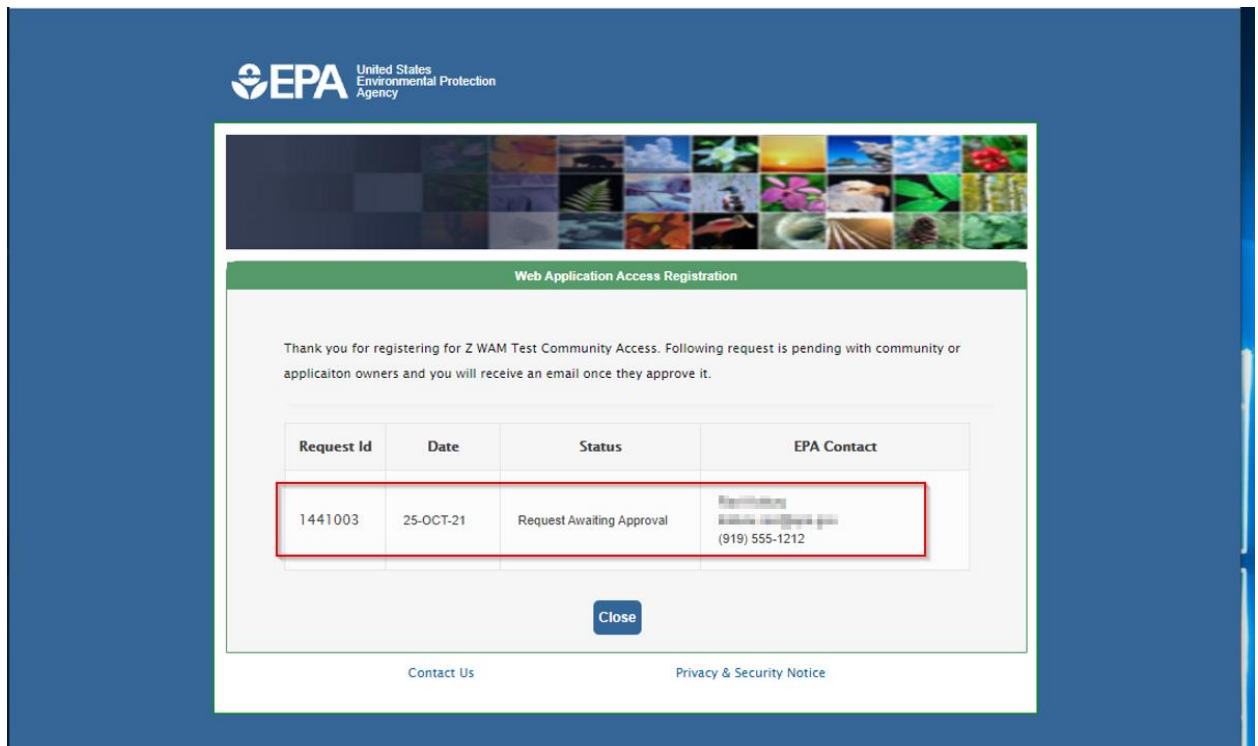 EPA
United States
Environmental Protection
Agency
Web Application Access Registration
Thank you for registering for Z WAM Test Community Access. Following request is pending with community or
applicaiton owners and you will receive an email once they approve it.
Request Id Date Status EPA Contact
1441003 25-OCT-21 Request Awaiting Approval
(919) 555-1212
Close
Contact Us Privacy & Security Notice